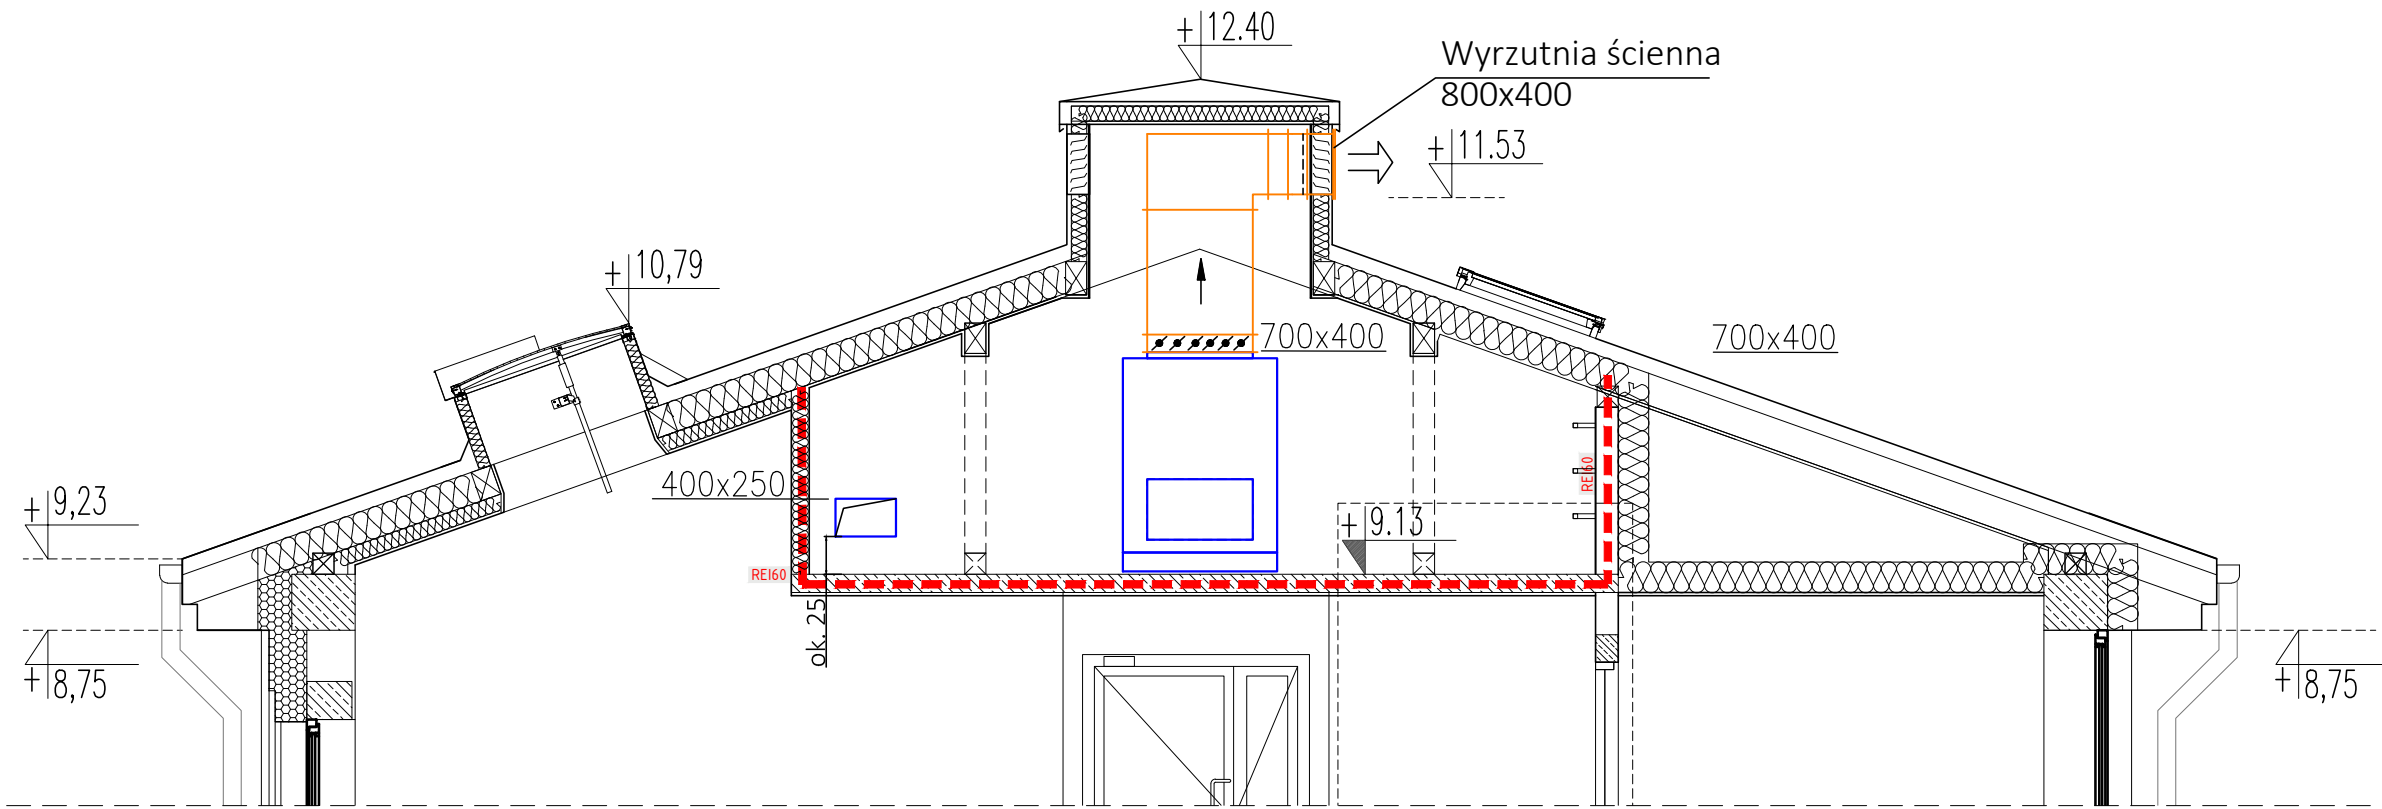 +12.40
Wyrzutnia ścienna
800x400
+11.53
+10,79
700x400
700x400
+9,23
400x250
REI60
+9.13
REI60
ok. 25
+8,75
+8,75